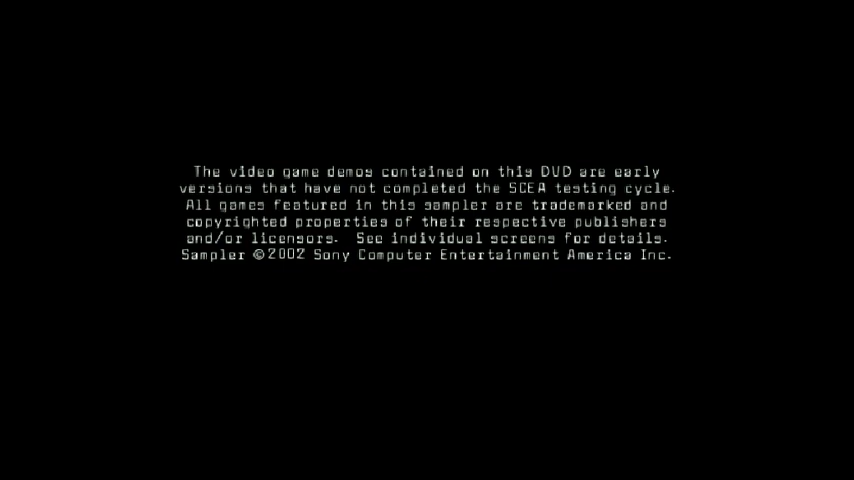 The video game demos contained on this DVD are early
versions that have not completed the SCEA testing cycle.
All games featured in this sampler are trademarked and
copyrighted properties of their respective publishers
and/or licensors.  See individual screens for details.
Sampler ©2002 Sony Computer Entertainment America Inc.